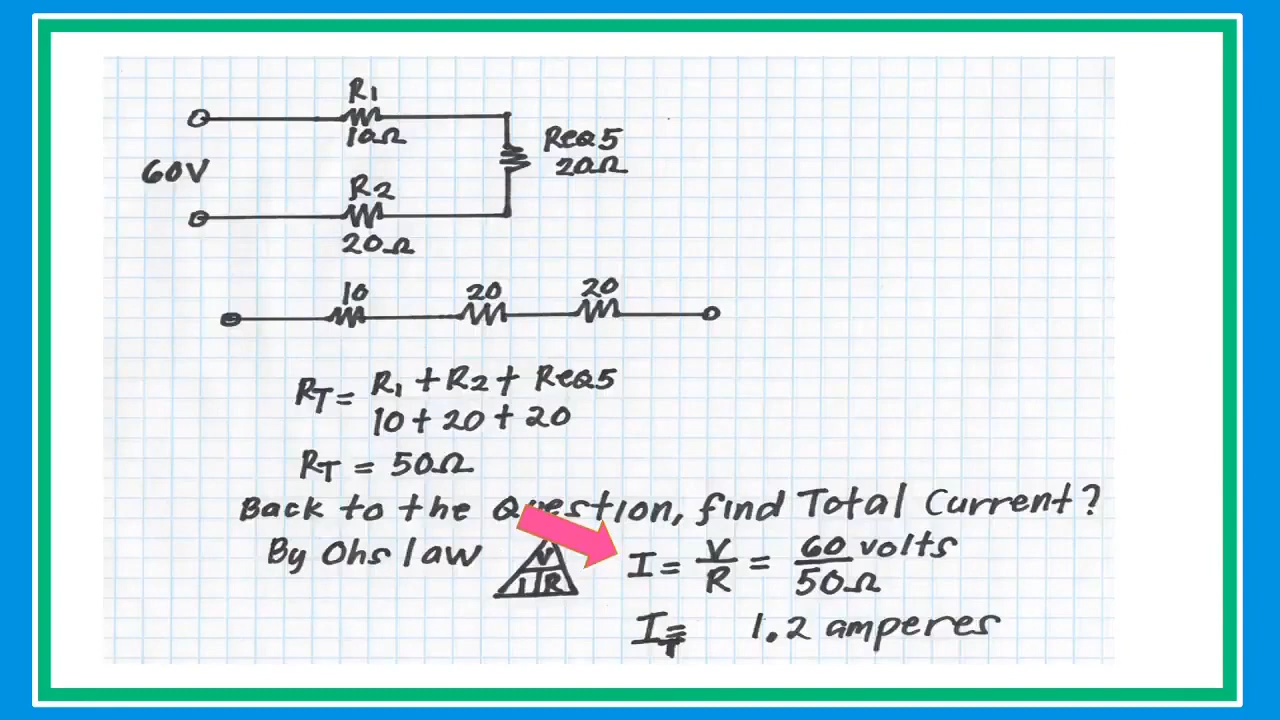 R1
10Ω
Req5
20Ω
60V
R2
20Ω
10 20 20
RT = R1 + R2 + Req5
10 + 20 + 20
RT = 50Ω
Back to the Question, find Total Current?
By Ohs law
V
I R
I = V/R = 60 volts/50Ω
IT = 1.2 amperes